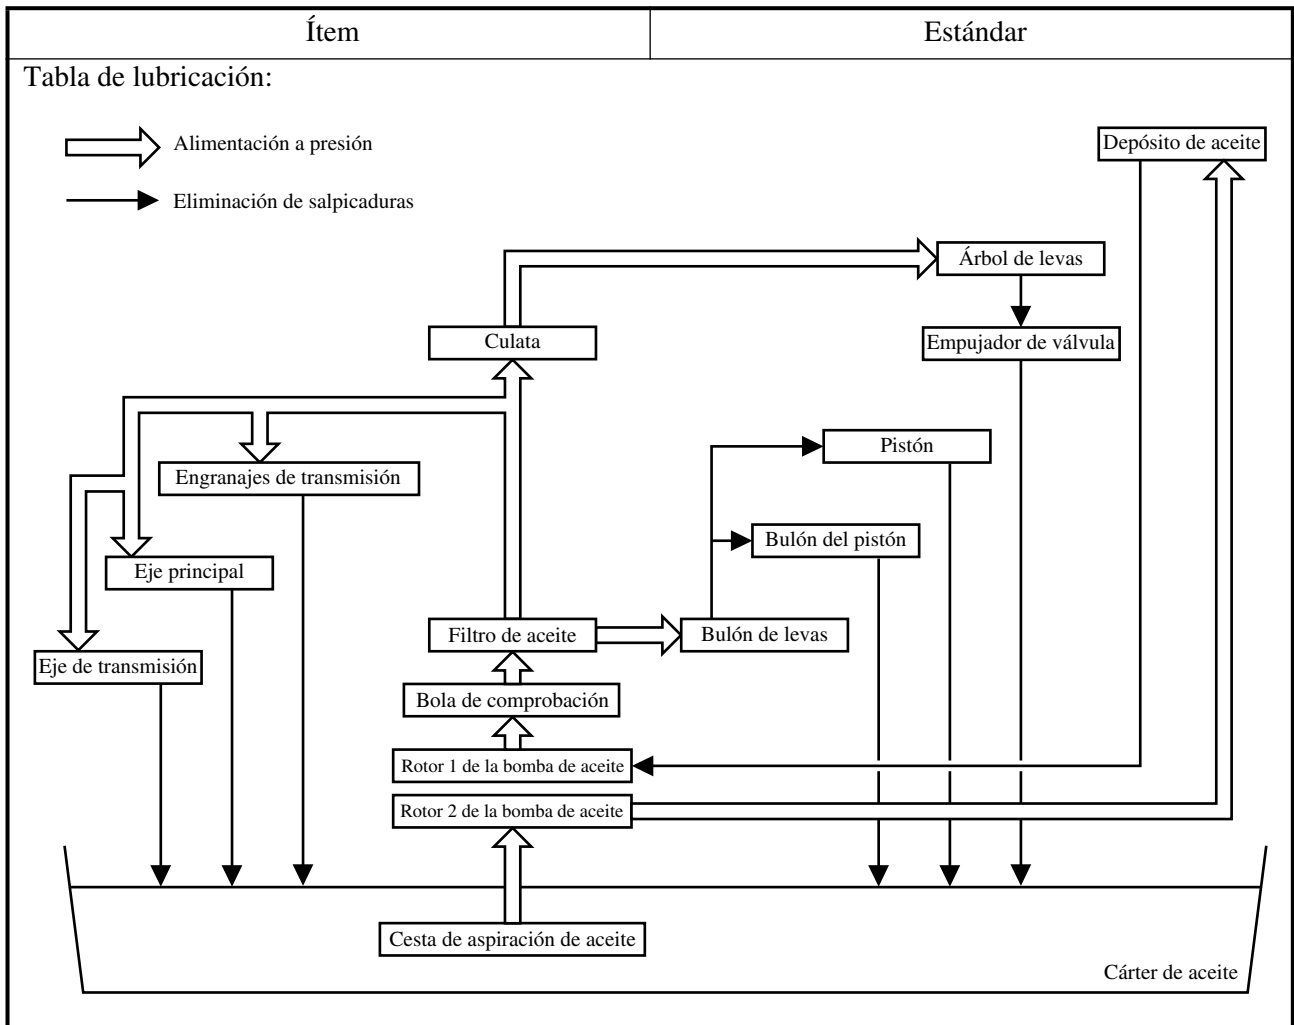 Ítem
Estándar
Tabla de lubricación:
Alimentación a presión
Depósito de aceite
Eliminación de salpicaduras
Árbol de levas
Culata
Empujador de válvula
Pistón
Engranajes de transmisión
Bulón del pistón
Eje principal
Filtro de aceite
Bulón de levas
Eje de transmisión
Bola de comprobación
Rotor 1 de la bomba de aceite
Rotor 2 de la bomba de aceite
Cesta de aspiración de aceite
Cárter de aceite